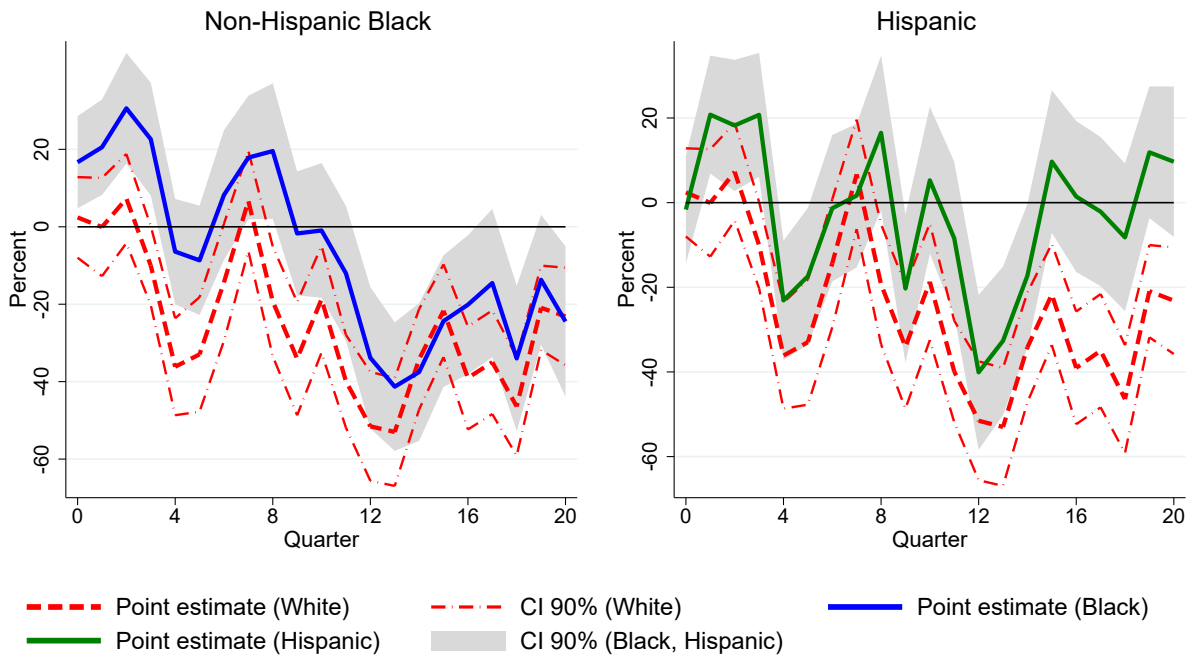 Non-Hispanic Black
Hispanic
Percent
20
0
-20
-40
-60
0 4 8 12 16 20
Quarter
Percent
20
0
-20
-40
-60
0 4 8 12 16 20
Quarter
Point estimate (White)
CI 90% (White)
Point estimate (Black)
Point estimate (Hispanic)
CI 90% (Black, Hispanic)